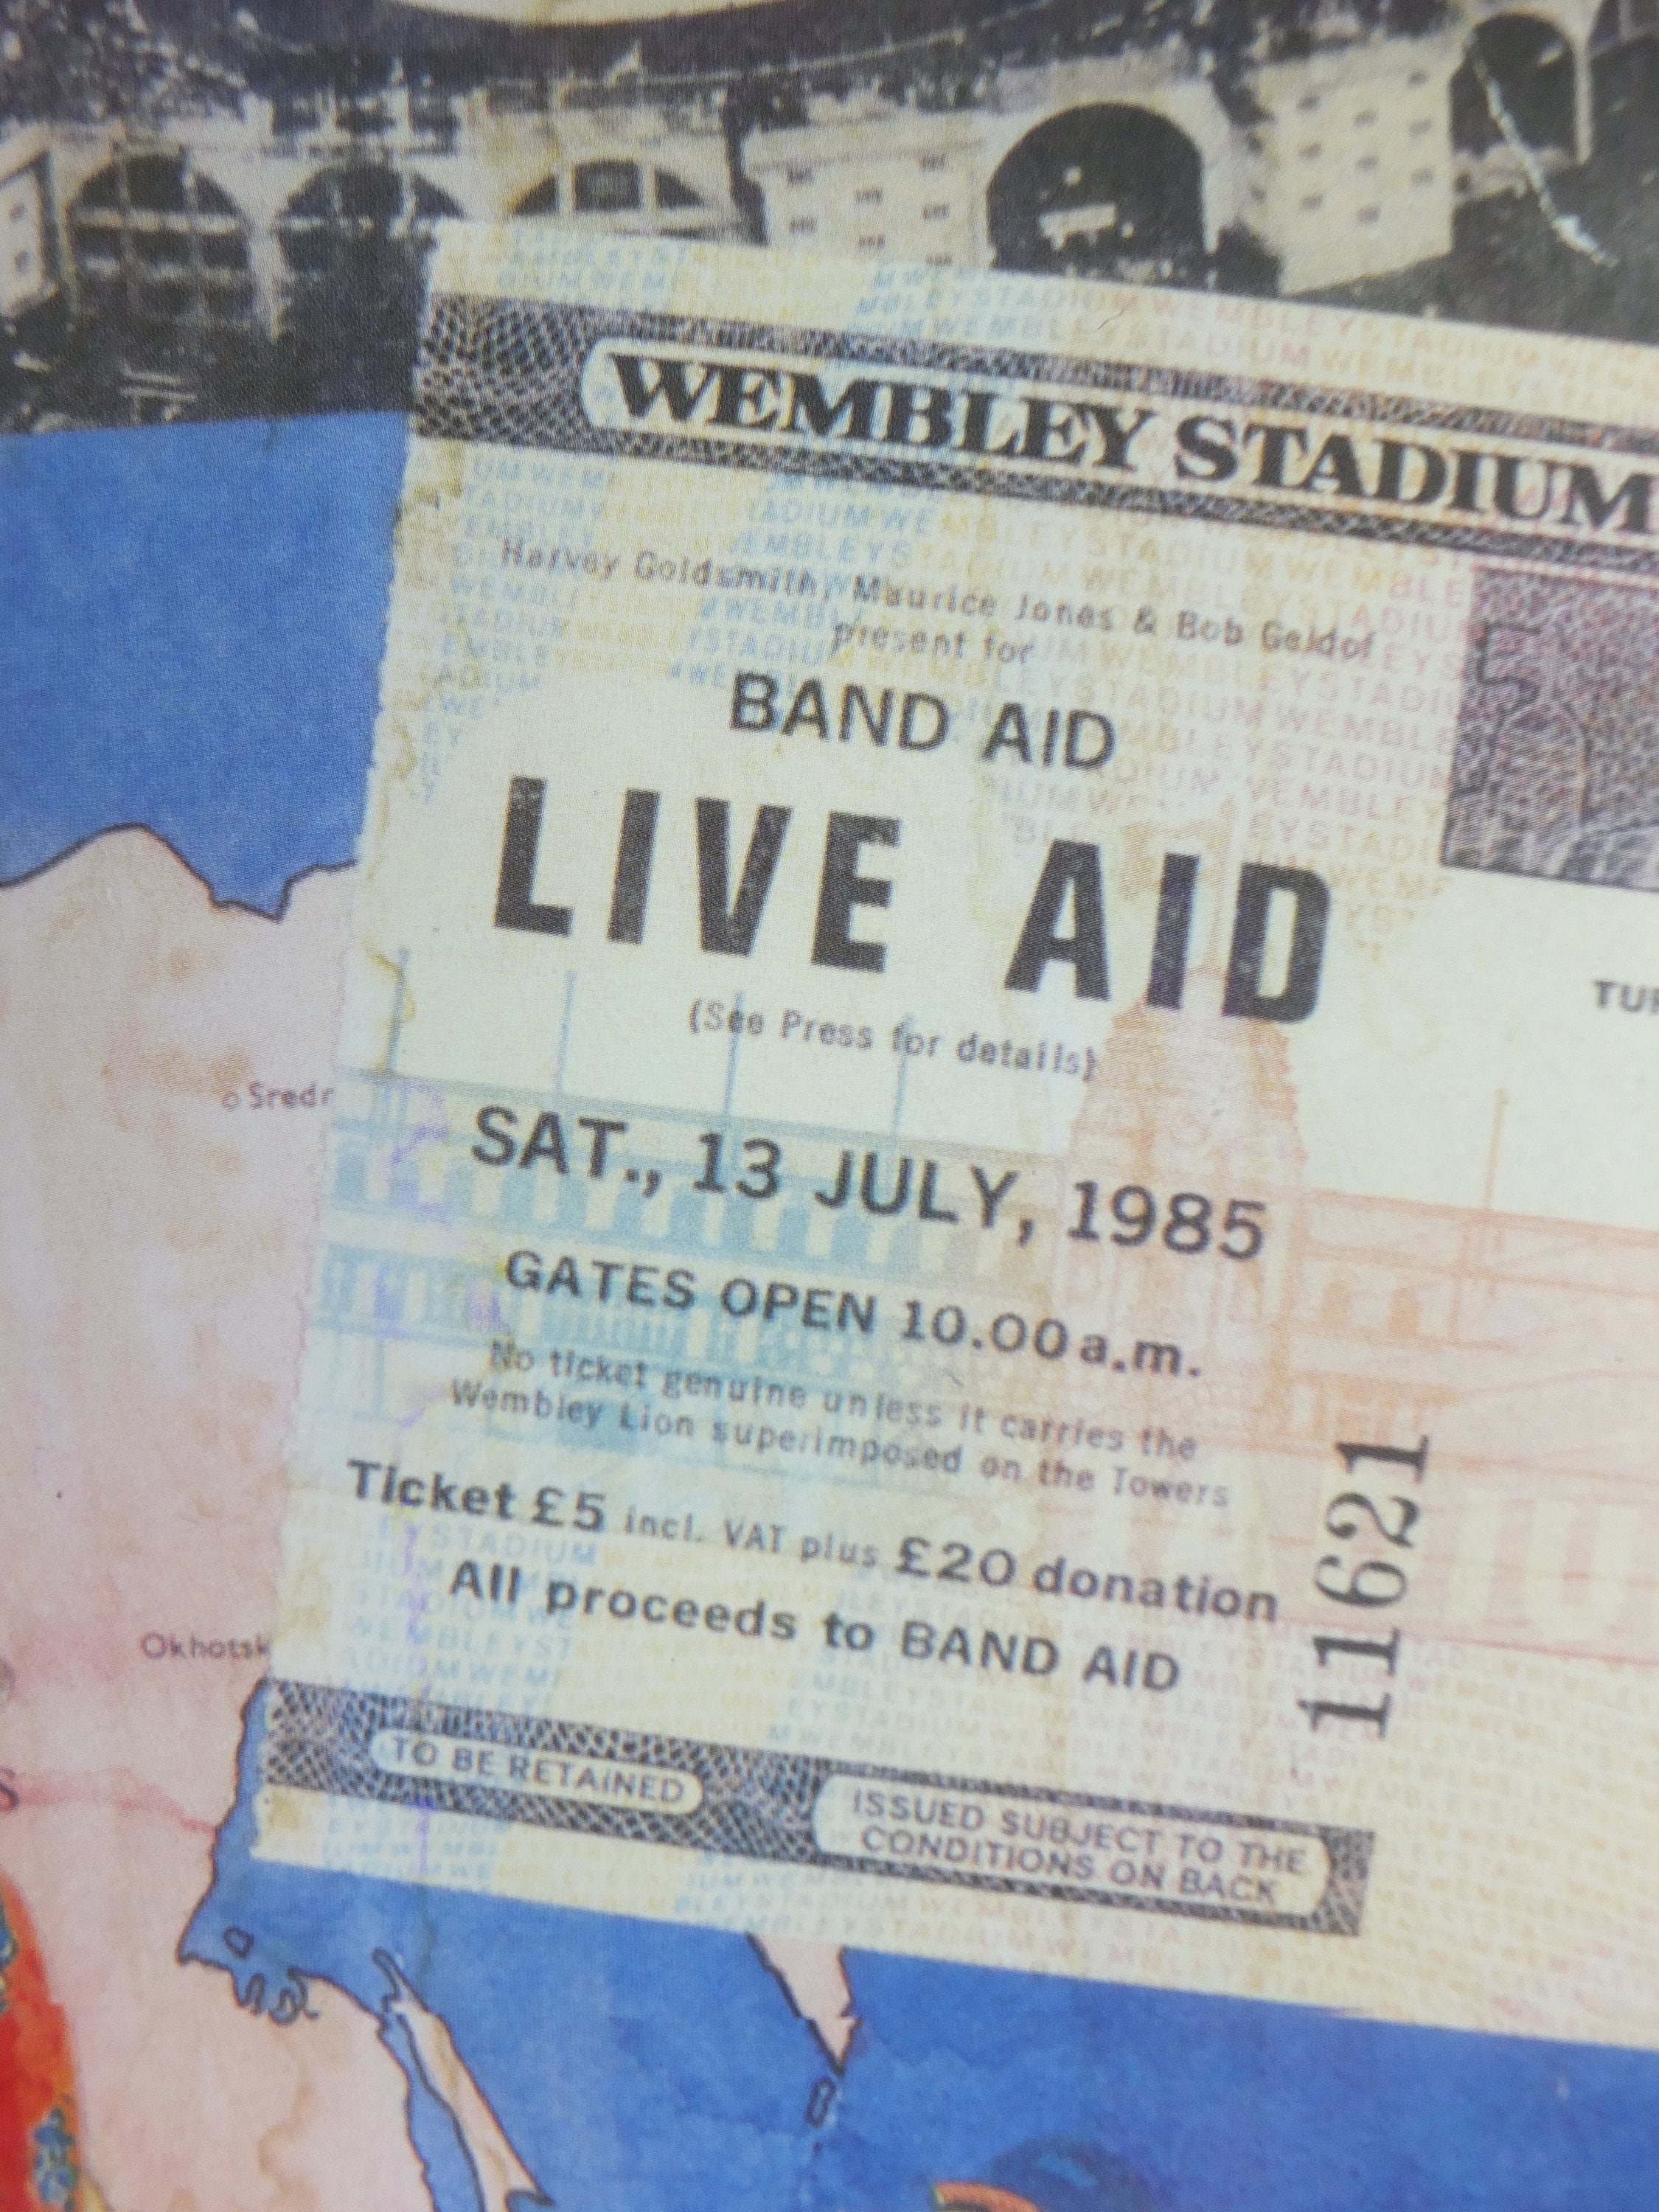 WEMBLEY STADIUM
Harvey Goldsmith, Maurice Jones & Bob Geldof
present for
BAND AID
LIVE AID
(See Press for details)
SAT., 13 JULY, 1985
GATES OPEN 10.00 a.m.
No ticket genuine unless it carries the
Wembley Lion superimposed on the Towers
Ticket £5 incl. VAT plus £20 donation
All proceeds to BAND AID
11621
TO BE RETAINED
ISSUED SUBJECT TO THE
CONDITIONS ON BACK
Okhotsk